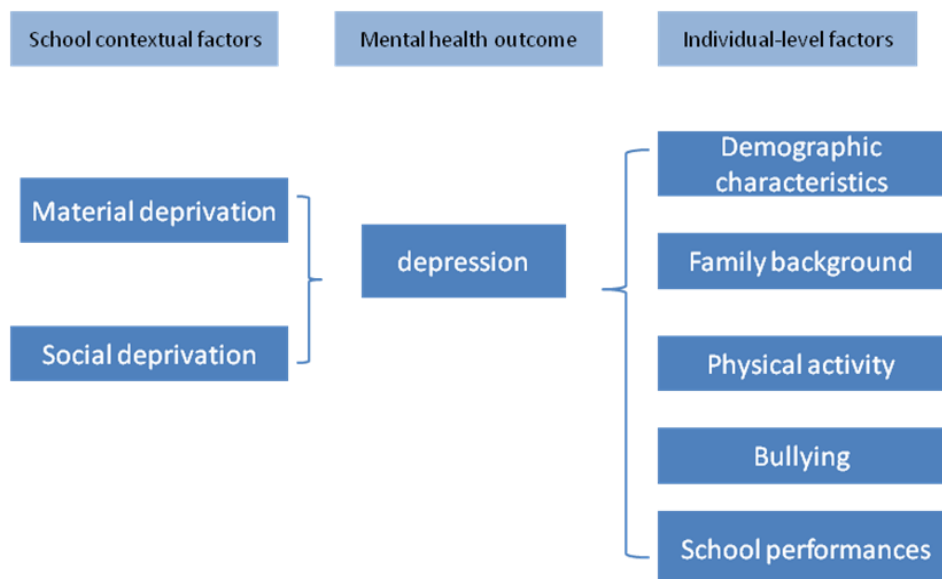 School contextual factors
Mental health outcome
Individual-level factors
Material deprivation
Social deprivation
depression
Demographic
characteristics
Family background
Physical activity
Bullying
School performances